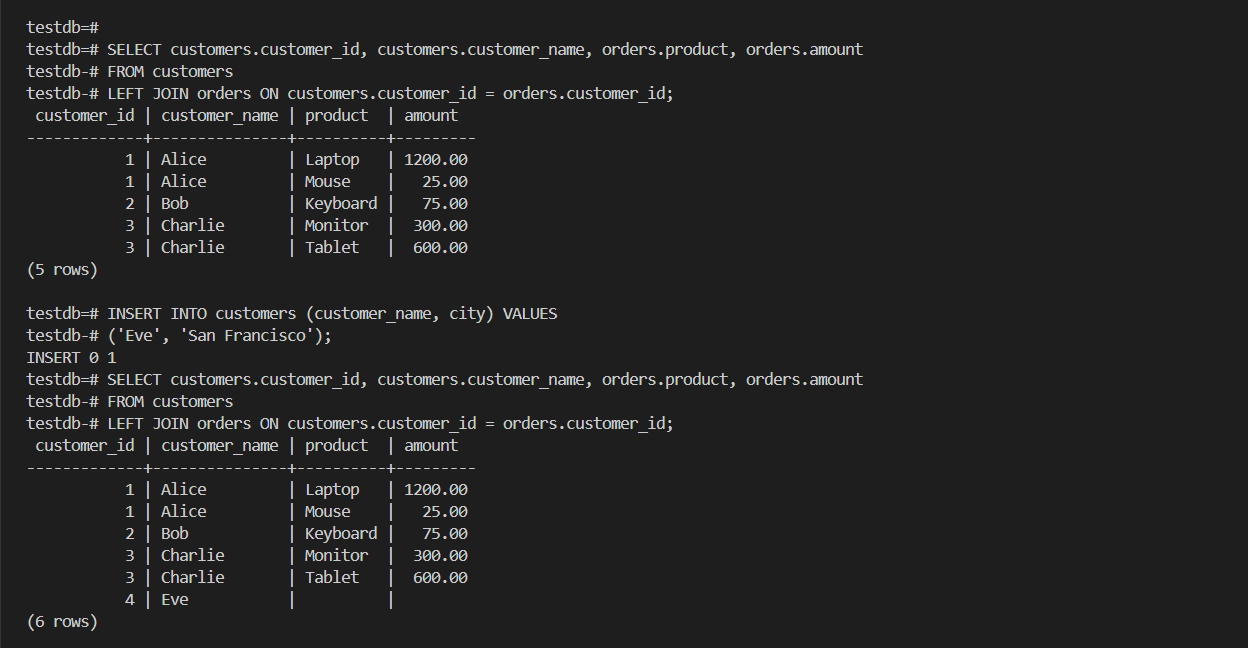 testdb=#
testdb=# SELECT customers.customer_id, customers.customer_name, orders.product, orders.amount
testdb-# FROM customers
testdb-# LEFT JOIN orders ON customers.customer_id = orders.customer_id;
 customer_id | customer_name | product  | amount
-------------+---------------+----------+---------
           1 | Alice         | Laptop   | 1200.00
           1 | Alice         | Mouse    |   25.00
           2 | Bob           | Keyboard |   75.00
           3 | Charlie       | Monitor  |  300.00
           3 | Charlie       | Tablet   |  600.00
(5 rows)

testdb=# INSERT INTO customers (customer_name, city) VALUES
testdb-# ('Eve', 'San Francisco');
INSERT 0 1
testdb=# SELECT customers.customer_id, customers.customer_name, orders.product, orders.amount
testdb-# FROM customers
testdb-# LEFT JOIN orders ON customers.customer_id = orders.customer_id;
 customer_id | customer_name | product  | amount
-------------+---------------+----------+---------
           1 | Alice         | Laptop   | 1200.00
           1 | Alice         | Mouse    |   25.00
           2 | Bob           | Keyboard |   75.00
           3 | Charlie       | Monitor  |  300.00
           3 | Charlie       | Tablet   |  600.00
           4 | Eve           |          |
(6 rows)